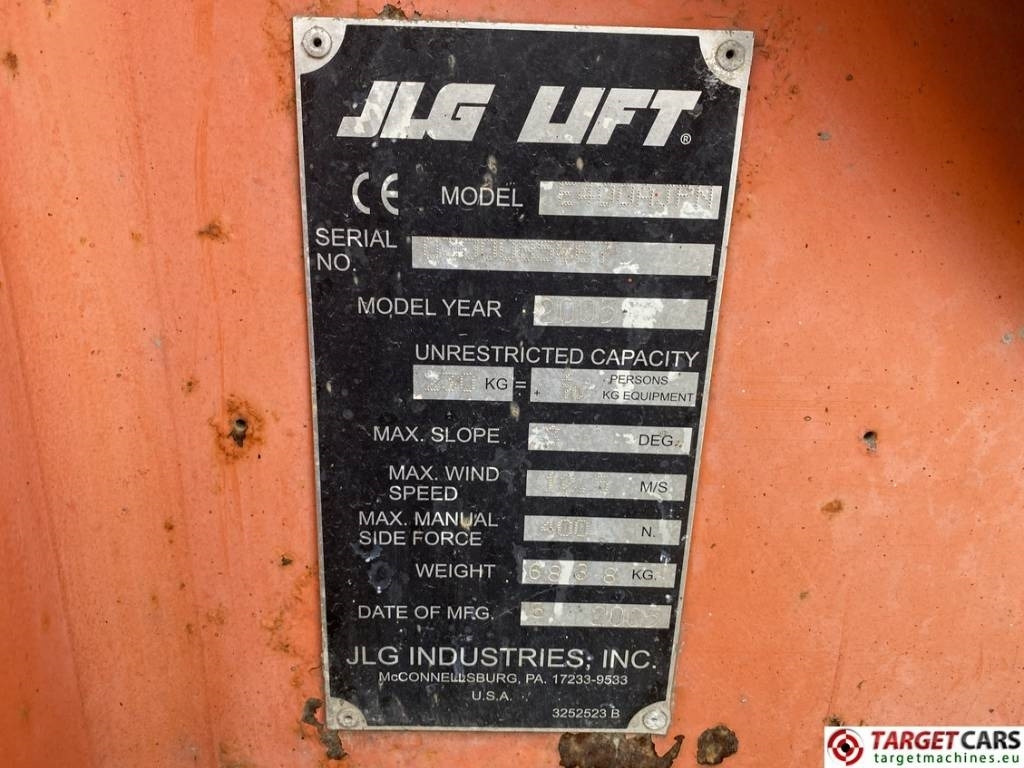 JLG LIFT®
CE MODEL
SERIAL
NO.
MODEL YEAR
UNRESTRICTED CAPACITY
KG = PERSONS
+ KG EQUIPMENT
MAX. SLOPE DEG.
MAX. WIND
SPEED M/S
MAX. MANUAL
SIDE FORCE 400 N.
WEIGHT 6838 KG.
DATE OF MFG.
JLG INDUSTRIES, INC.
McCONNELLSBURG, PA. 17233-9533
U.S.A.
3252523 B
TARGETCARS
targetmachines.eu